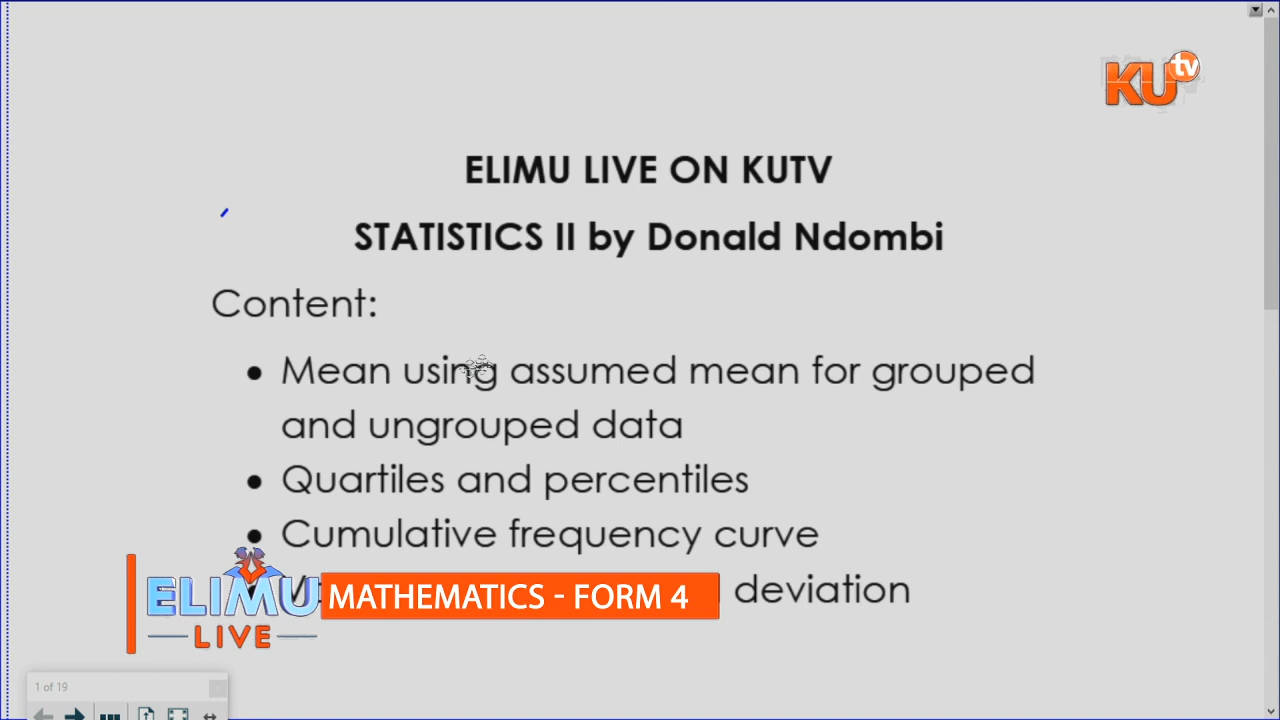 KU tv
ELIMU LIVE ON KUTV
STATISTICS II by Donald Ndombi
Content:
• Mean using assumed mean for grouped
and ungrouped data
• Quartiles and percentiles
• Cumulative frequency curve
deviation
ELIMU
LIVE
MATHEMATICS - FORM 4
1 of 19